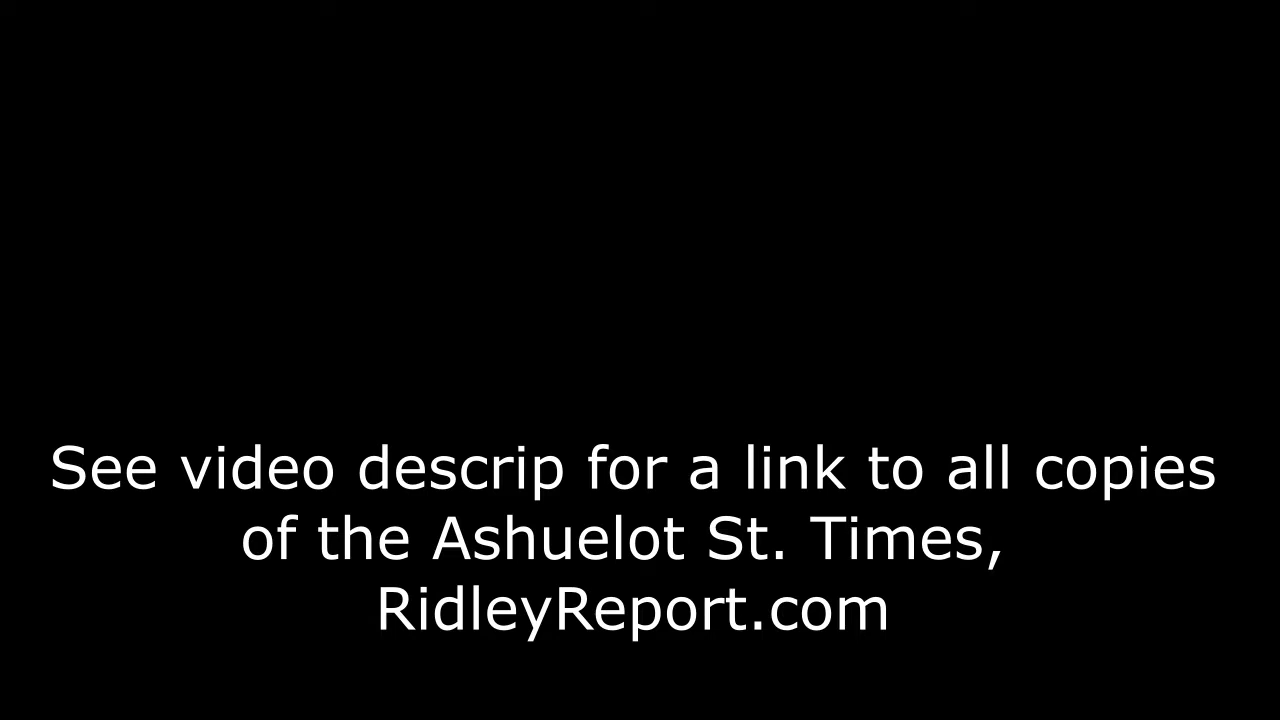 See video descrip for a link to all copies
of the Ashuelot St. Times,
RidleyReport.com